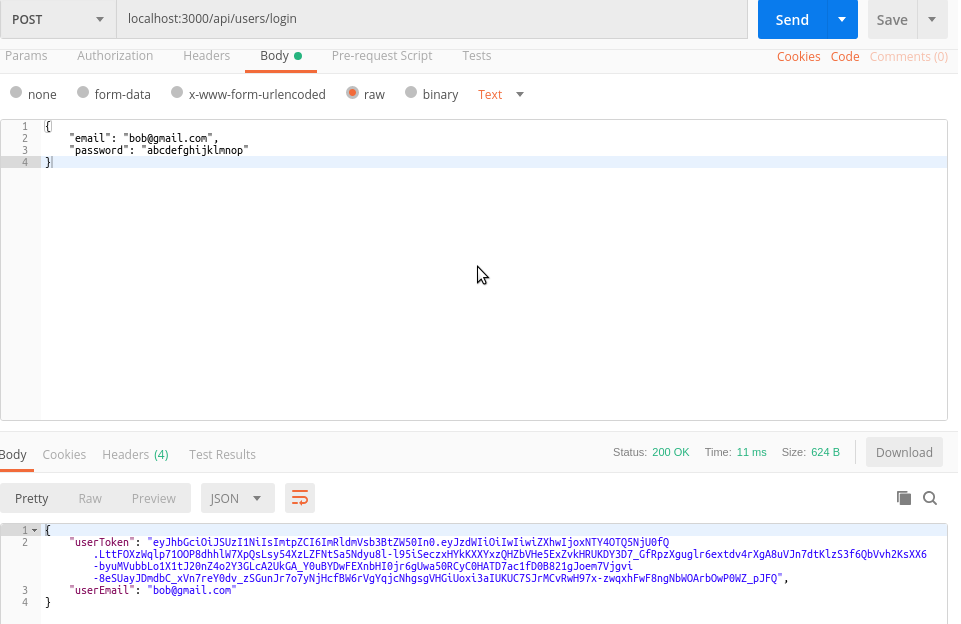 POST localhost:3000/api/users/login Send Save
Params Authorization Headers Body Pre-request Script Tests Cookies Code Comments (0)
none form-data x-www-form-urlencoded raw binary Text
1 {
2 "email": "bob@gmail.com",
3 "password": "abcdefghijklmnop"
4 }
Body Cookies Headers (4) Test Results Status: 200 OK Time: 11 ms Size: 624 B Download
Pretty Raw Preview JSON
1 {
2 "userToken": "eyJhbGciOiJSUzI1NiIsImtpZCI6ImRldmVsb3BtZW50In0.eyJzdWIiOiIwIiwiZXhwIjoxNTY4OTQ5NjU0fQ
.LttFOXzWqlp71OOP8dhhlW7XpQsLsy54XzLZFNtSa5Ndyu8l-l95iSeczxHYkKXXYxzQHZbVHe5ExZvkHRUKDY3D7_GfRpzXguglr6extdv4rXgA8uVJn7dtKlzS3f6QbVvh2KsXX6
-byuMVubbLo1X1tJ20nZ4o2Y3GLcA2UkGA_Y0uBYDwFEXnbHI0jr6gUwa50RCyC0HATD7ac1fD0B821gJoem7Vjgvi
-8eSUayJDmdbC_xVn7reY0dv_zSGunJr7o7yNjHcfBW6rVgYqjcNhgsgVHGiUoxi3aIUKUC7SJrMCvRwH97x-zwqxhFwF8ngNbWOArbOwP0WZ_pJFQ",
3 "userEmail": "bob@gmail.com"
4 }